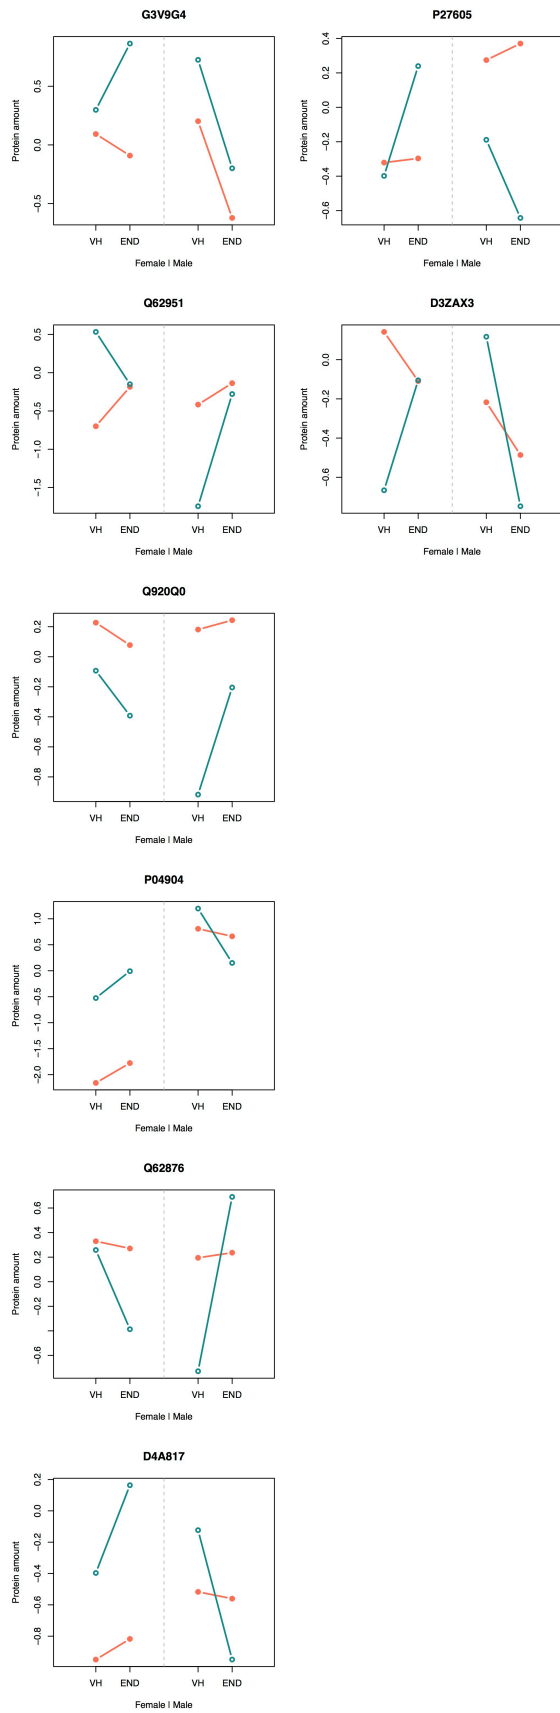 G3V9G4
Protein amount
0.5
0.0
−0.5
VH END VH END
Female | Male
P27605
Protein amount
0.4
0.2
0.0
−0.2
−0.4
−0.6
VH END VH END
Female | Male
Q62951
Protein amount
0.5
0.0
−0.5
−1.0
−1.5
VH END VH END
Female | Male
D3ZAX3
Protein amount
0.0
−0.2
−0.4
−0.6
VH END VH END
Female | Male
Q920Q0
Protein amount
0.2
0.0
−0.2
−0.4
−0.6
−0.8
VH END VH END
Female | Male
P04904
Protein amount
1.0
0.5
0.0
−0.5
−1.0
−1.5
−2.0
VH END VH END
Female | Male
Q62876
Protein amount
0.6
0.4
0.2
0.0
−0.2
−0.6
VH END VH END
Female | Male
D4A817
Protein amount
0.2
0.0
−0.2
−0.4
−0.6
−0.8
VH END VH END
Female | Male